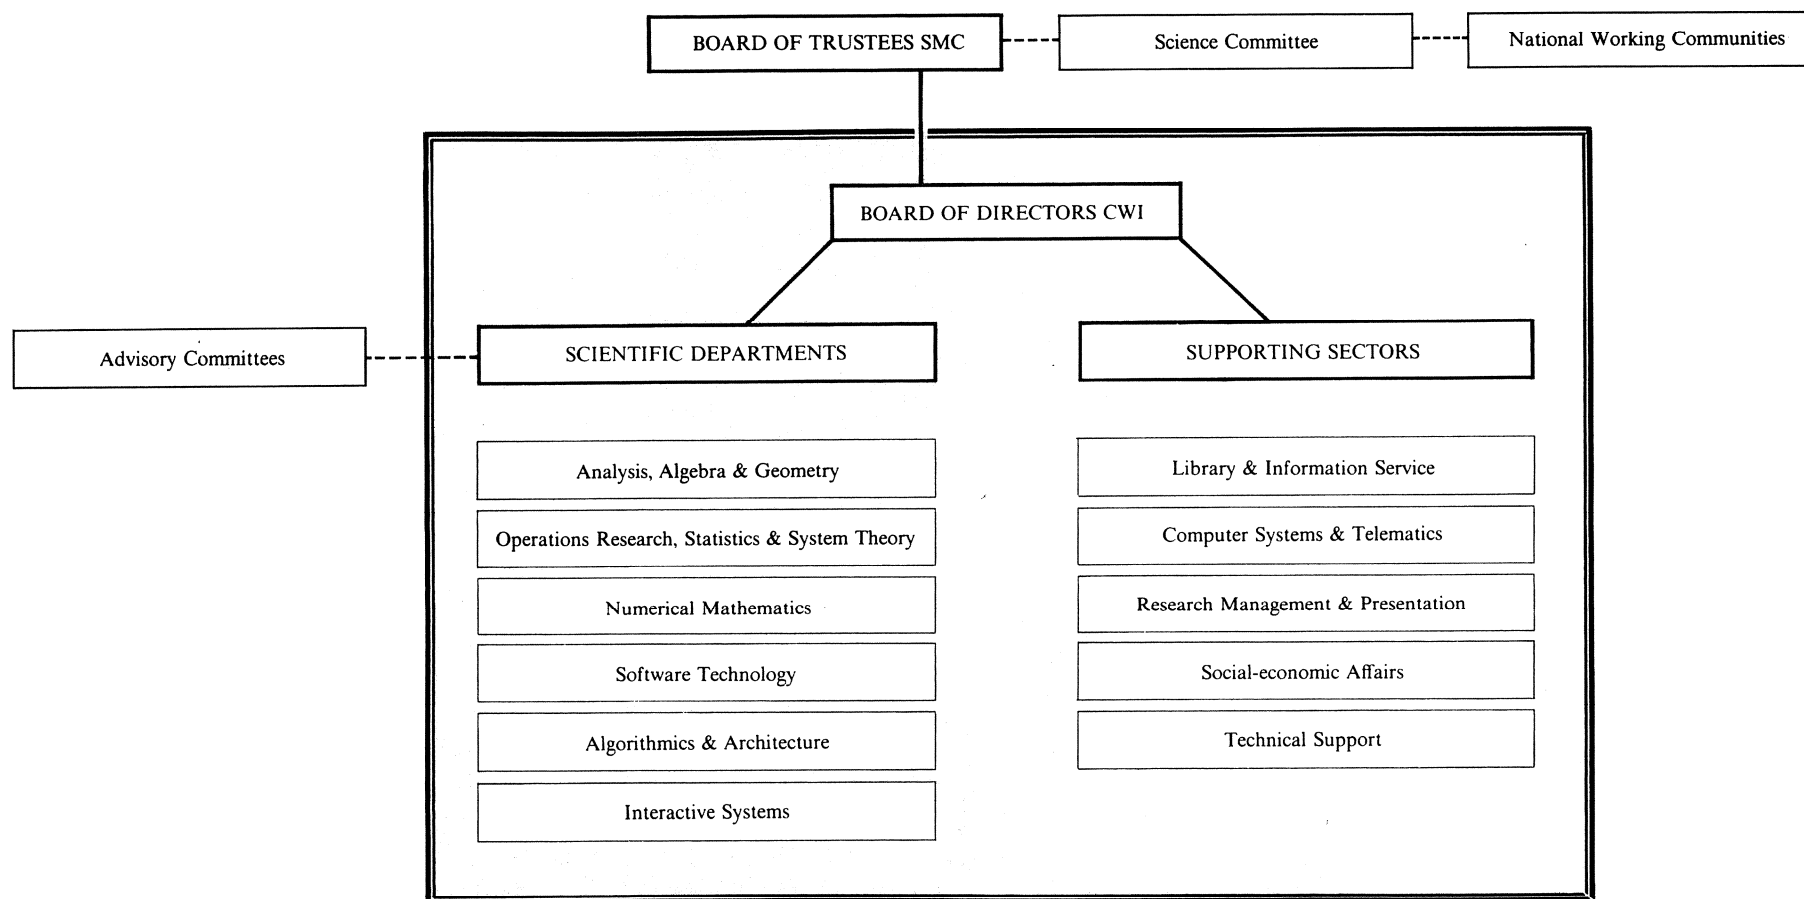 BOARD OF TRUSTEES SMC
Science Committee
National Working Communities
BOARD OF DIRECTORS CWI
Advisory Committees
SCIENTIFIC DEPARTMENTS
SUPPORTING SECTORS
Analysis, Algebra & Geometry
Operations Research, Statistics & System Theory
Numerical Mathematics
Software Technology
Algorithmics & Architecture
Interactive Systems
Library & Information Service
Computer Systems & Telematics
Research Management & Presentation
Social-economic Affairs
Technical Support